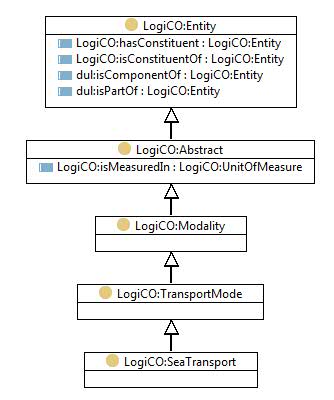 LogiCO:Entity
LogiCO:hasConstituent : LogiCO:Entity
LogiCO:isConstituentOf : LogiCO:Entity
dul:isComponentOf : LogiCO:Entity
dul:isPartOf : LogiCO:Entity
LogiCO:Abstract
LogiCO:isMeasuredIn : LogiCO:UnitOfMeasure
LogiCO:Modality
LogiCO:TransportMode
LogiCO:SeaTransport